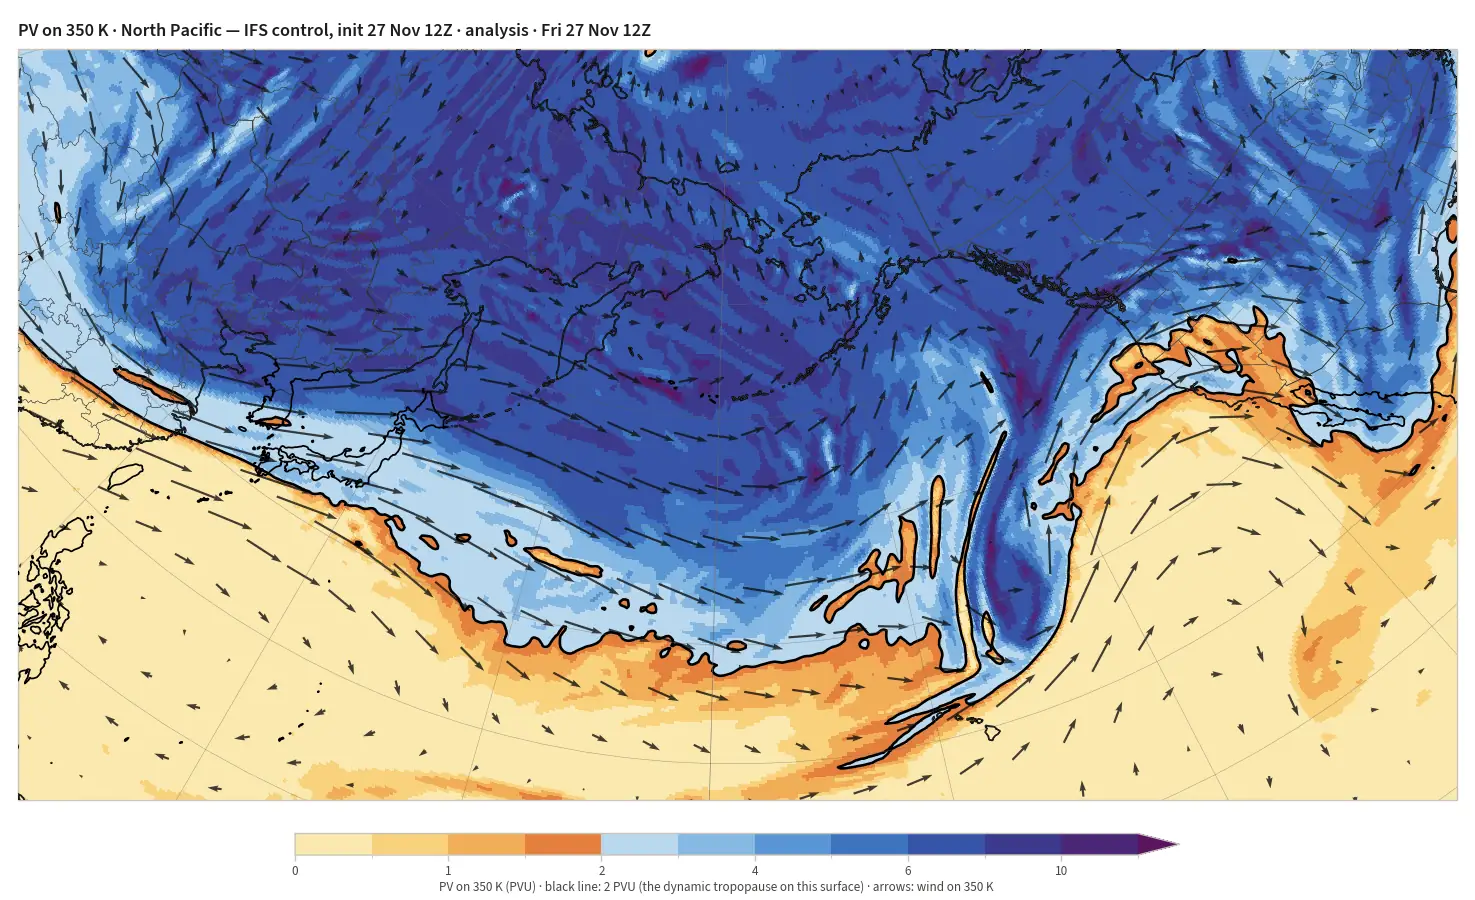 PV on 350 K · North Pacific — IFS control, init 27 Nov 12Z · analysis · Fri 27 Nov 12Z
0 1 2 4 6 10
PV on 350 K (PVU) · black line: 2 PVU (the dynamic tropopause on this surface) · arrows: wind on 350 K